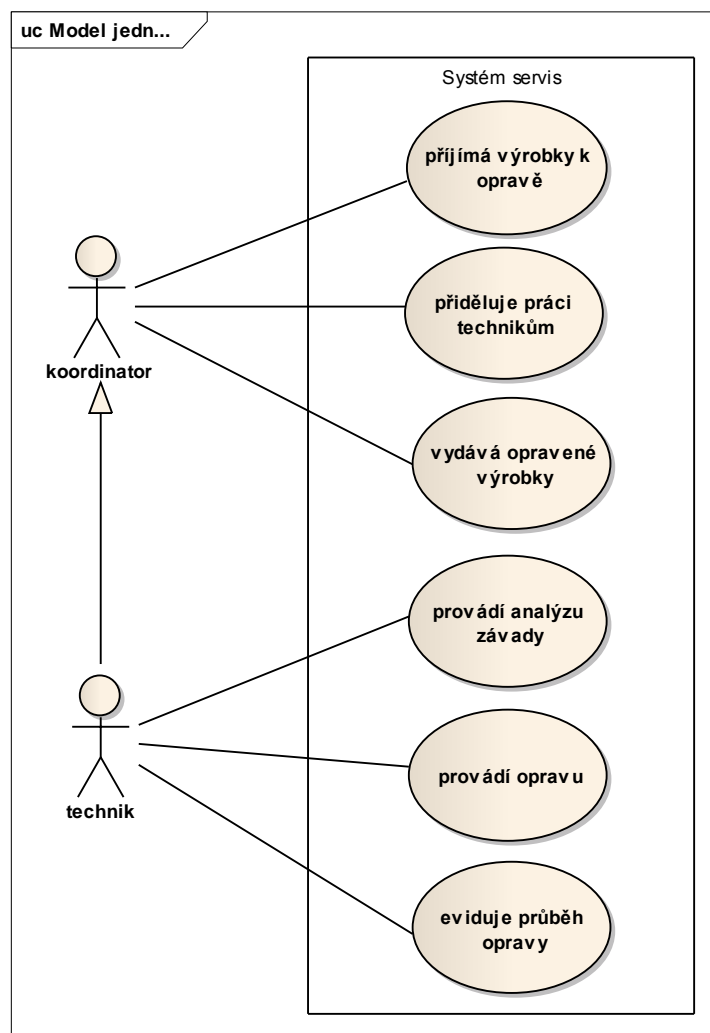 uc Model jedn...
Systém servis
příjímá výrobky k
opravě
přiděluje práci
technikům
koordinator
vydává opravené
výrobky
provádí analýzu
závady
provádí opravu
technik
eviduje průběh
opravy